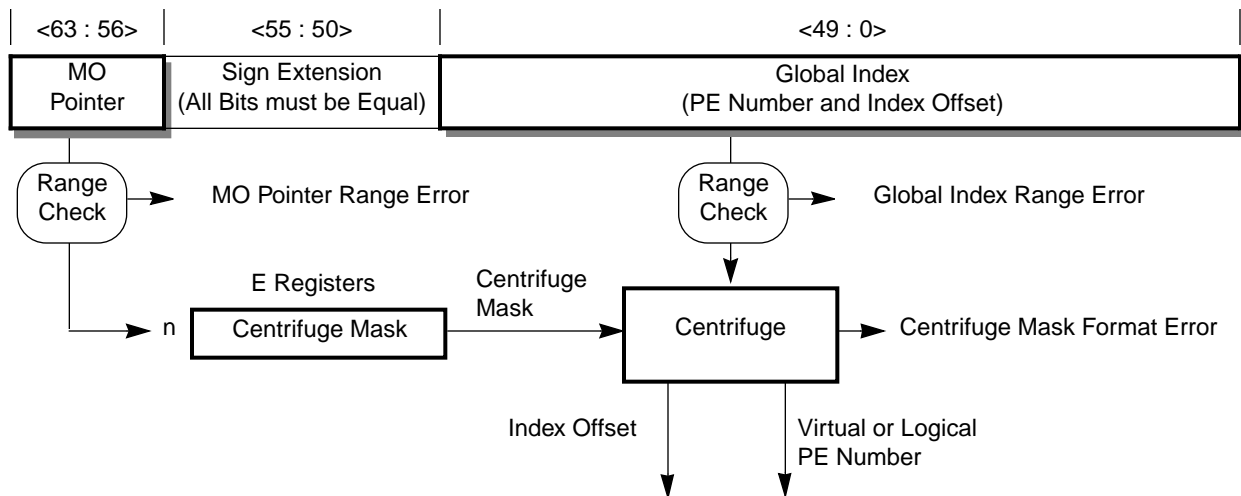 <63 : 56>
<55 : 50>
<49 : 0>
MO
Pointer
Sign Extension
(All Bits must be Equal)
Global Index
(PE Number and Index Offset)
Range
Check
MO Pointer Range Error
Range
Check
Global Index Range Error
E Registers
Centrifuge
Mask
n
Centrifuge Mask
Centrifuge
Centrifuge Mask Format Error
Index Offset
Virtual or Logical
PE Number